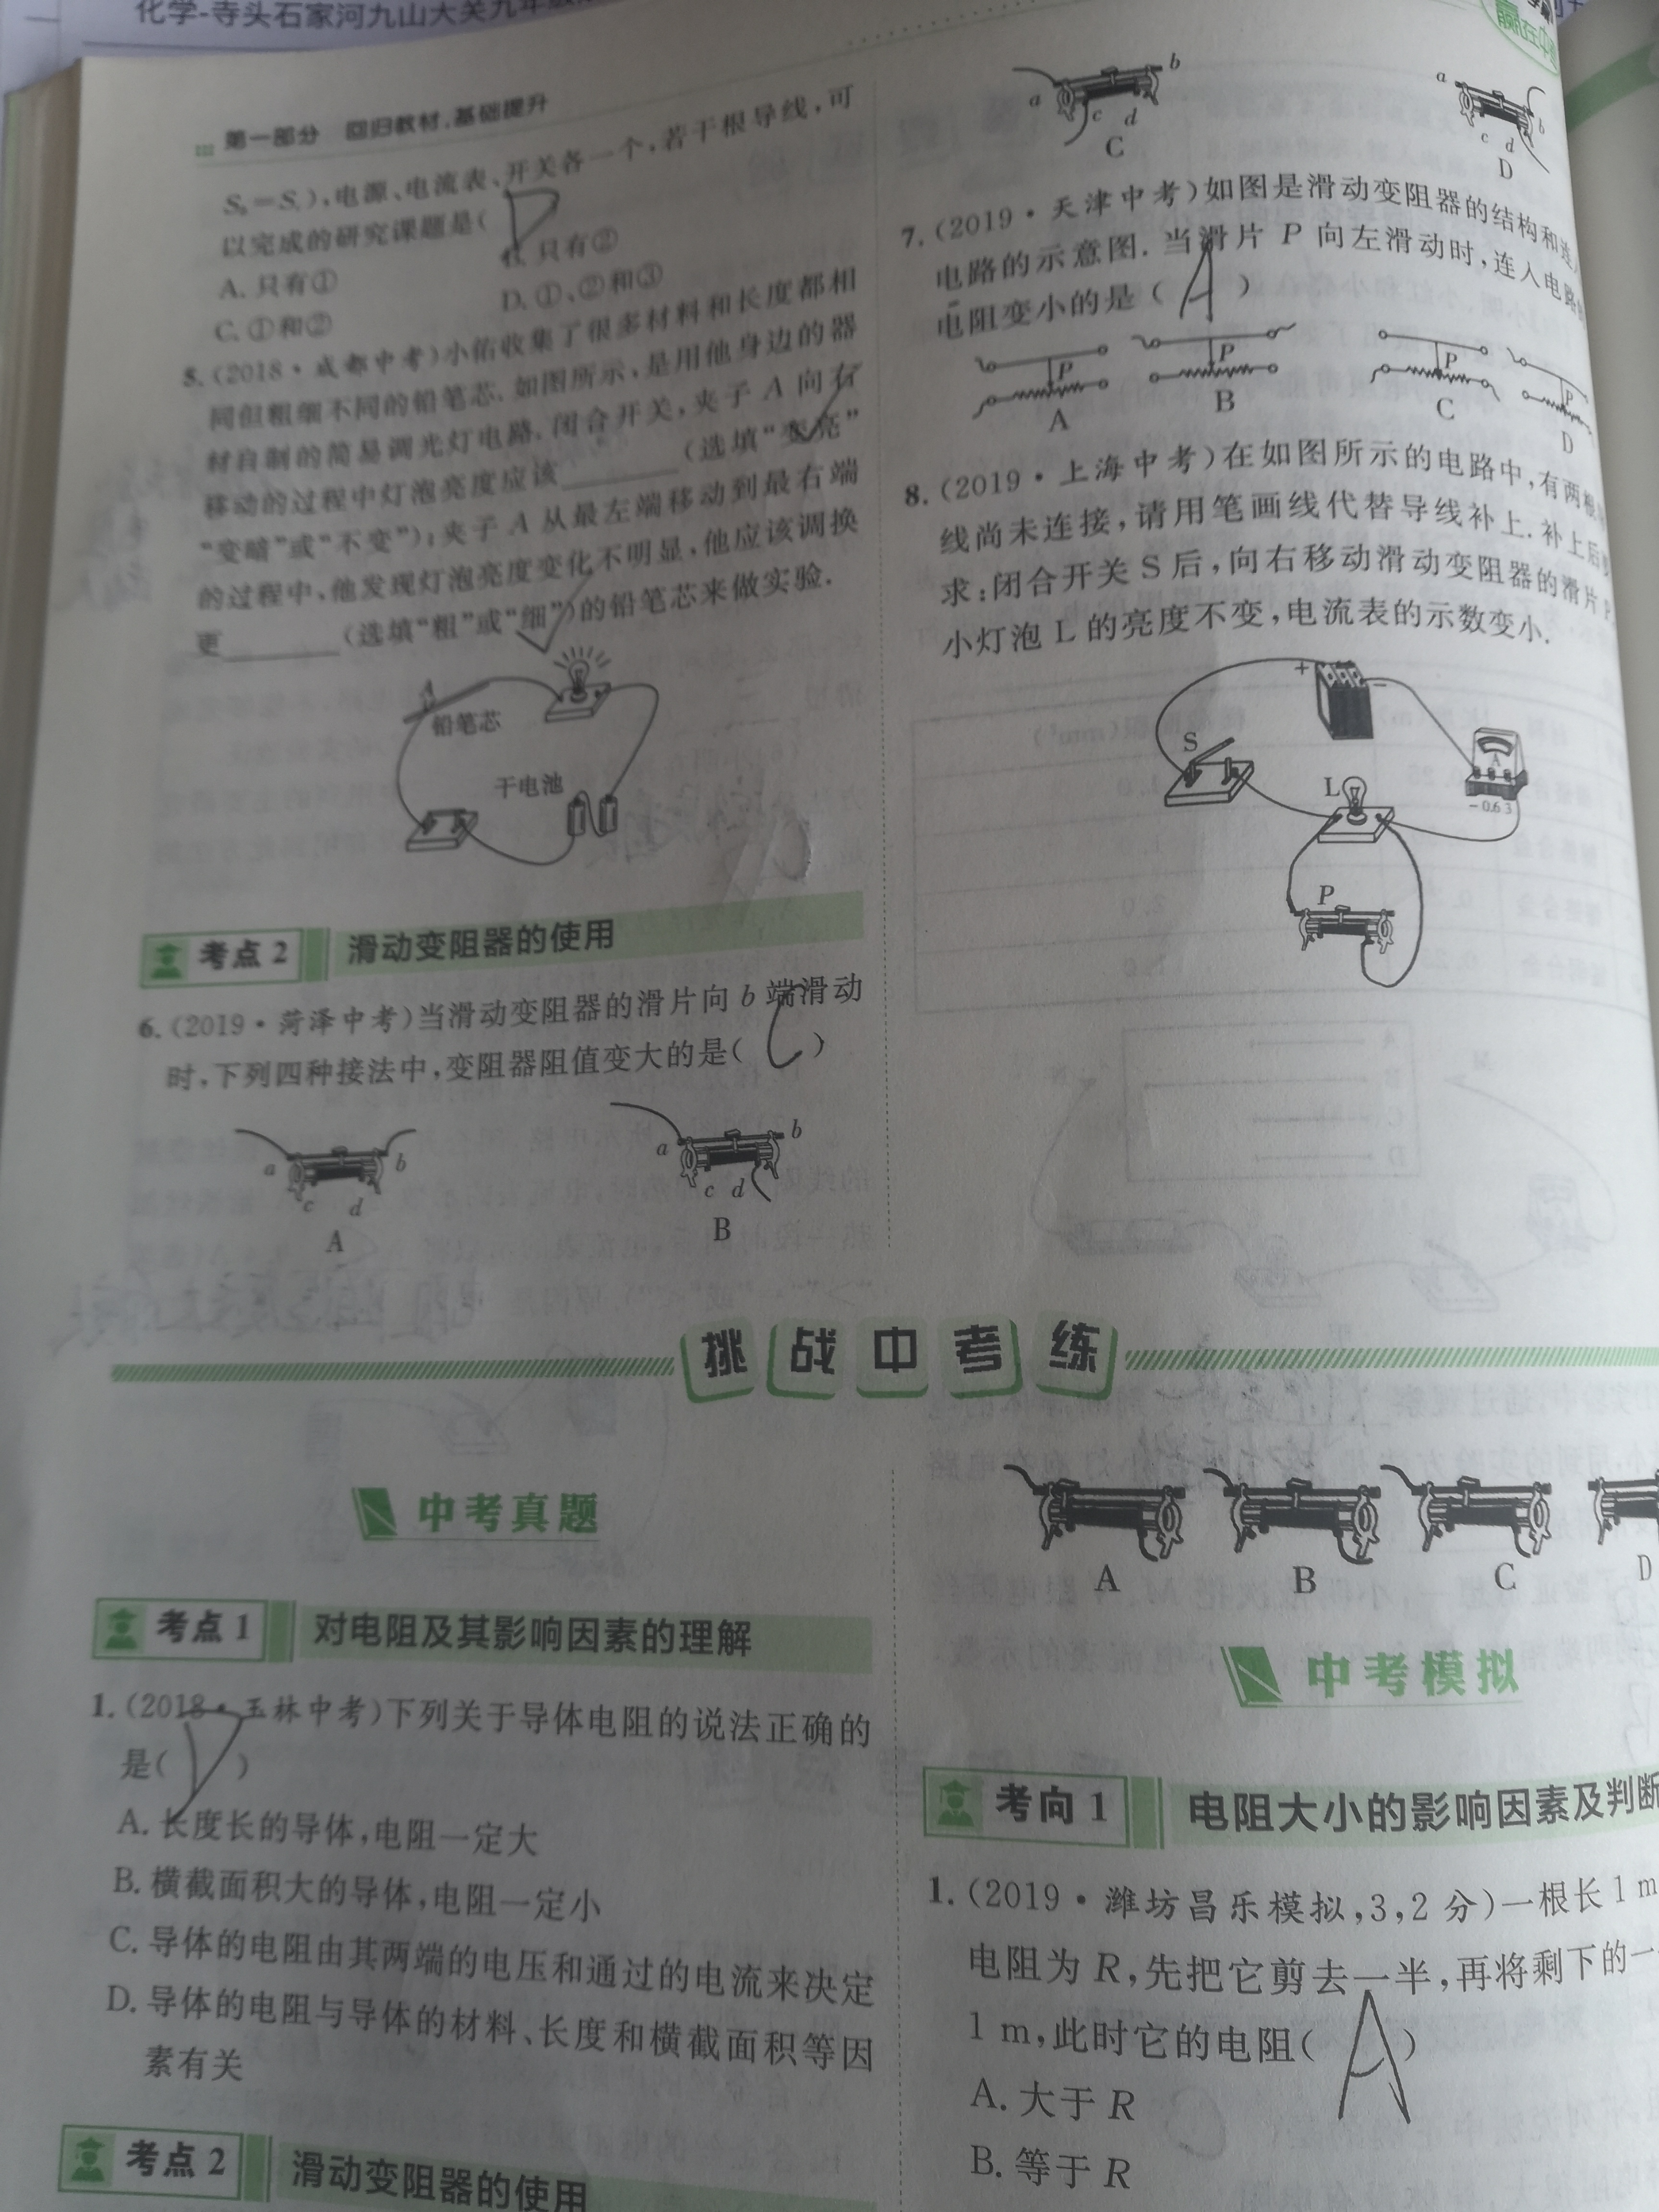 化学-寺头石家河九山大关九年级
第一部分 回归教材,基础提升
),电源、电流表、开关各一个,若干根导线,可
以完成的研究课题是(D
A. 只有①
B. 只有②
C. ①和②
D. ①、②和③
5. (2018·成都中考)小佑收集了很多材料和长度都相
同但粗细不同的铅笔芯. 如图所示,是用他身边的器
材自制的简易调光灯电路. 闭合开关,夹子 A 向右
移动的过程中灯泡亮度应该________(选填“变亮”
“变暗”或“不变”);夹子 A 从最左端移动到最右端
的过程中,他发现灯泡亮度变化不明显,他应该调换
更________(选填“粗”或“细”)的铅笔芯来做实验.
A
铅笔芯
干电池
考点 2 滑动变阻器的使用
6. (2019·菏泽中考)当滑动变阻器的滑片向 b 端滑动
时,下列四种接法中,变阻器阻值变大的是( C )
a b
c d
A
a b
c d
B
a b
c d
C
a b
c d
D
7. (2019·天津中考)如图是滑动变阻器的结构和连入
电路的示意图. 当滑片 P 向左滑动时,连入电路
电阻变小的是( A )
P P P P
A B C D
8. (2019·上海中考)在如图所示的电路中,有两根
线尚未连接,请用笔画线代替导线补上. 补上后
求:闭合开关 S 后,向右移动滑动变阻器的滑片 P,
小灯泡 L 的亮度不变,电流表的示数变小.
+ -
S
L
A
- 0.6 3
P
挑战中考练
中考真题
考点 1 对电阻及其影响因素的理解
1. (2018·玉林中考)下列关于导体电阻的说法正确的
是( D )
A. 长度长的导体,电阻一定大
B. 横截面积大的导体,电阻一定小
C. 导体的电阻由其两端的电压和通过的电流来决定
D. 导体的电阻与导体的材料、长度和横截面积等因
素有关
考点 2 滑动变阻器的使用
A B C D
中考模拟
考向 1 电阻大小的影响因素及判断
1. (2019·潍坊昌乐模拟,3,2 分)一根长 1 m
电阻为 R,先把它剪去一半,再将剩下的一
1 m,此时它的电阻( A )
A. 大于 R
B. 等于 R